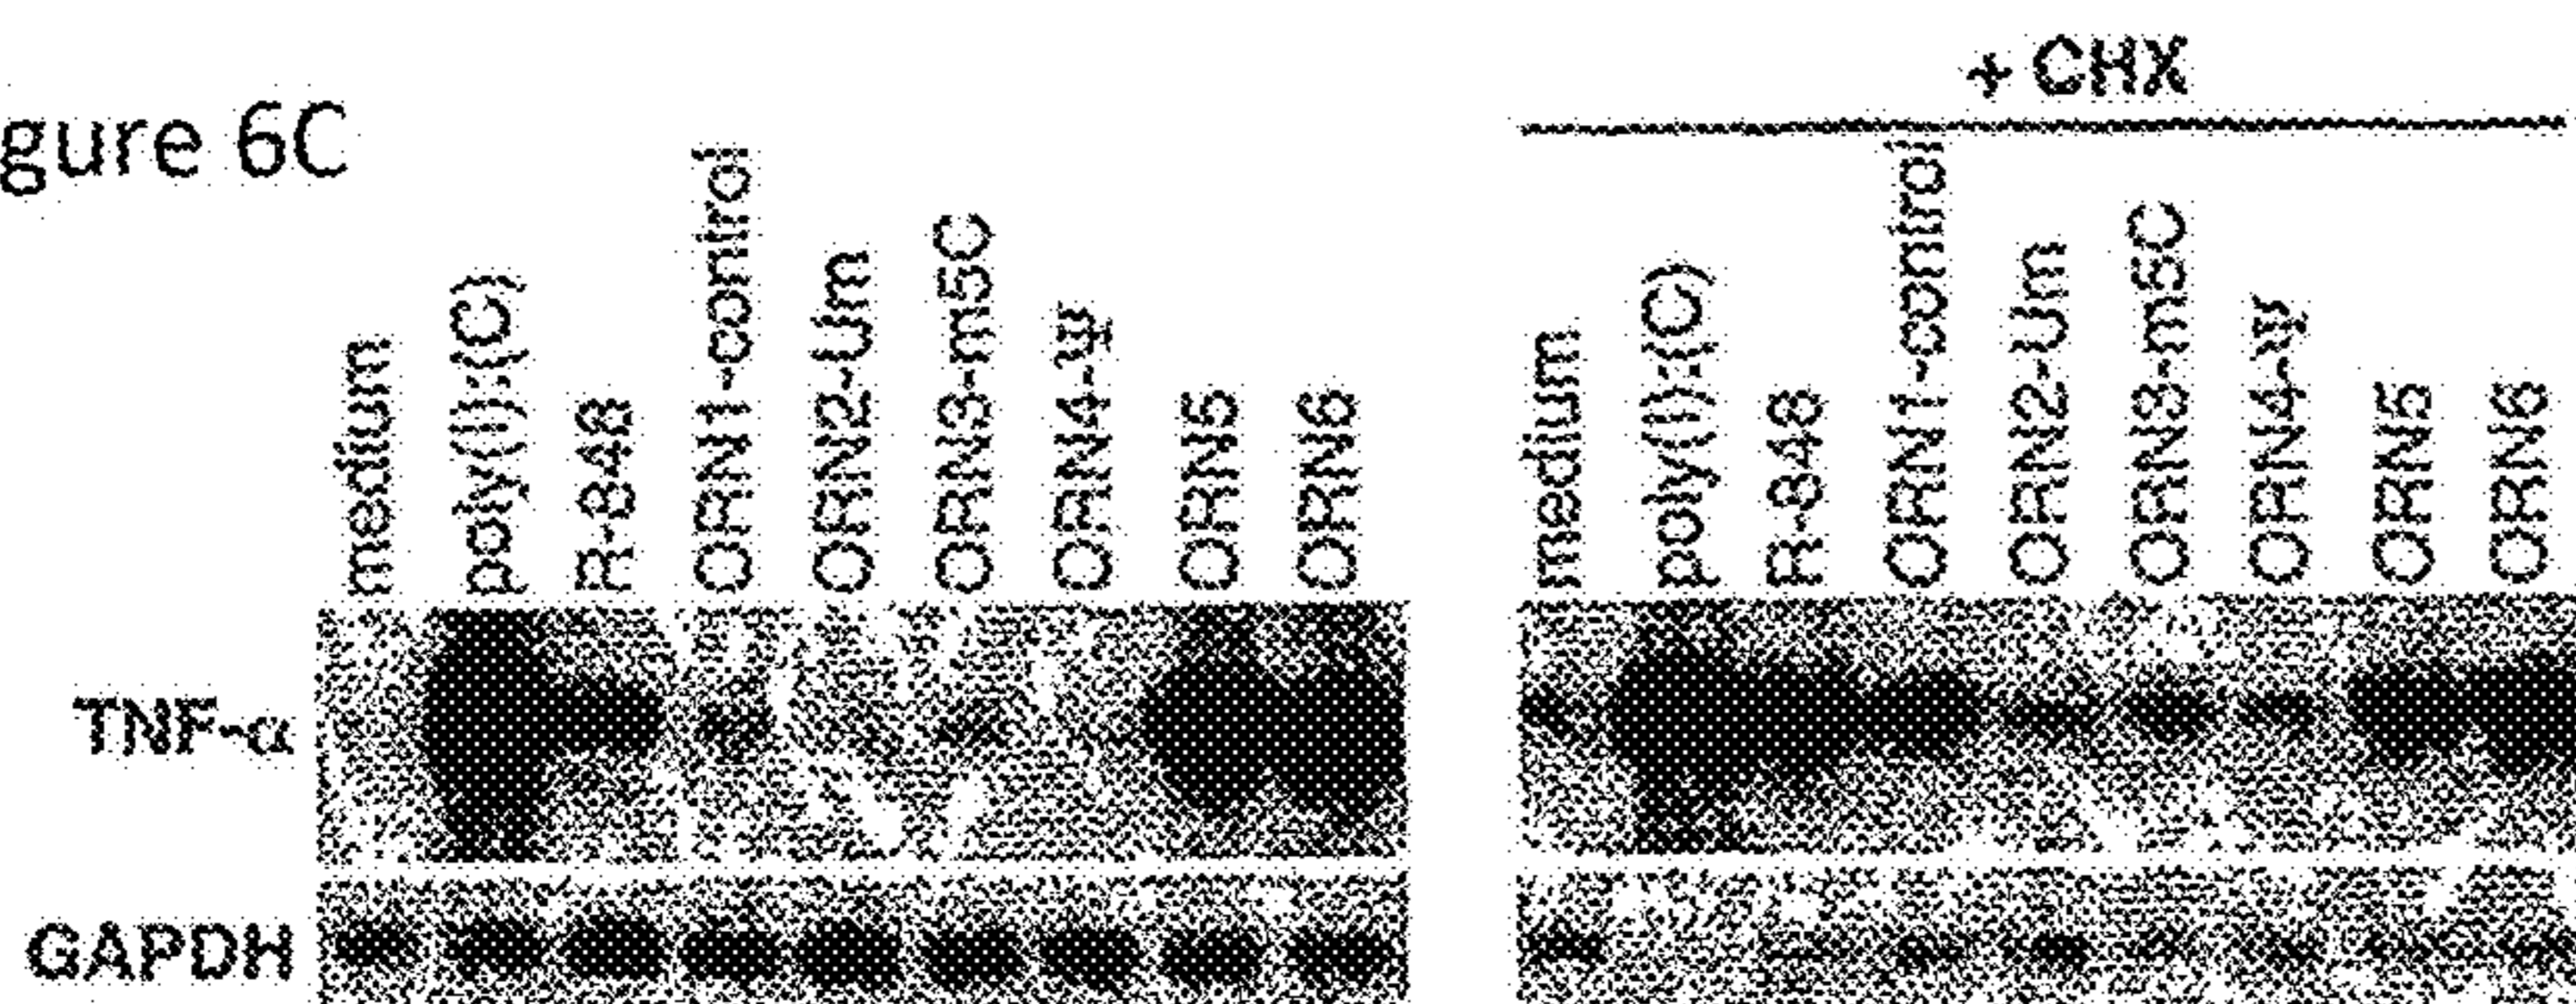 gure 6C
+ CHX
medium
poly(I):(C)
R-848
ORN1-control
ORN2-Um
ORN3-m5C
ORN4-Ψ
ORN5
ORN6
medium
poly(I):(C)
R-848
ORN1-control
ORN2-Um
ORN3-m5C
ORN4-Ψ
ORN5
ORN6
TNF-α
GAPDH